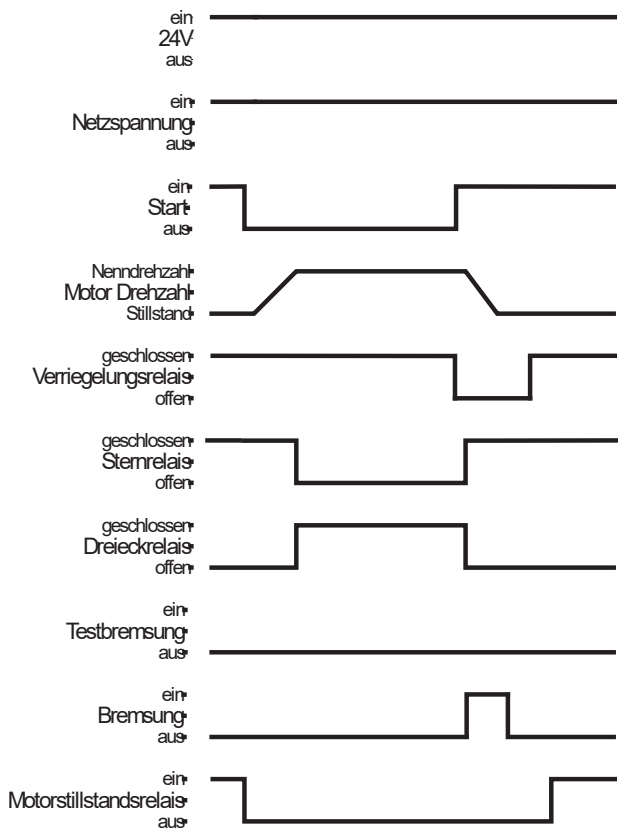 ein
24V
aus
ein
Netzspannung
aus
ein
Start
aus
Nenndrehzahl
Motor Drehzahl
Stillstand
geschlossen
Verriegelungsrelais
offen
geschlossen
Sternrelais
offen
geschlossen
Dreieckrelais
offen
ein
Testbremsung
aus
ein
Bremsung
aus
ein
Motorstillstandsrelais
aus